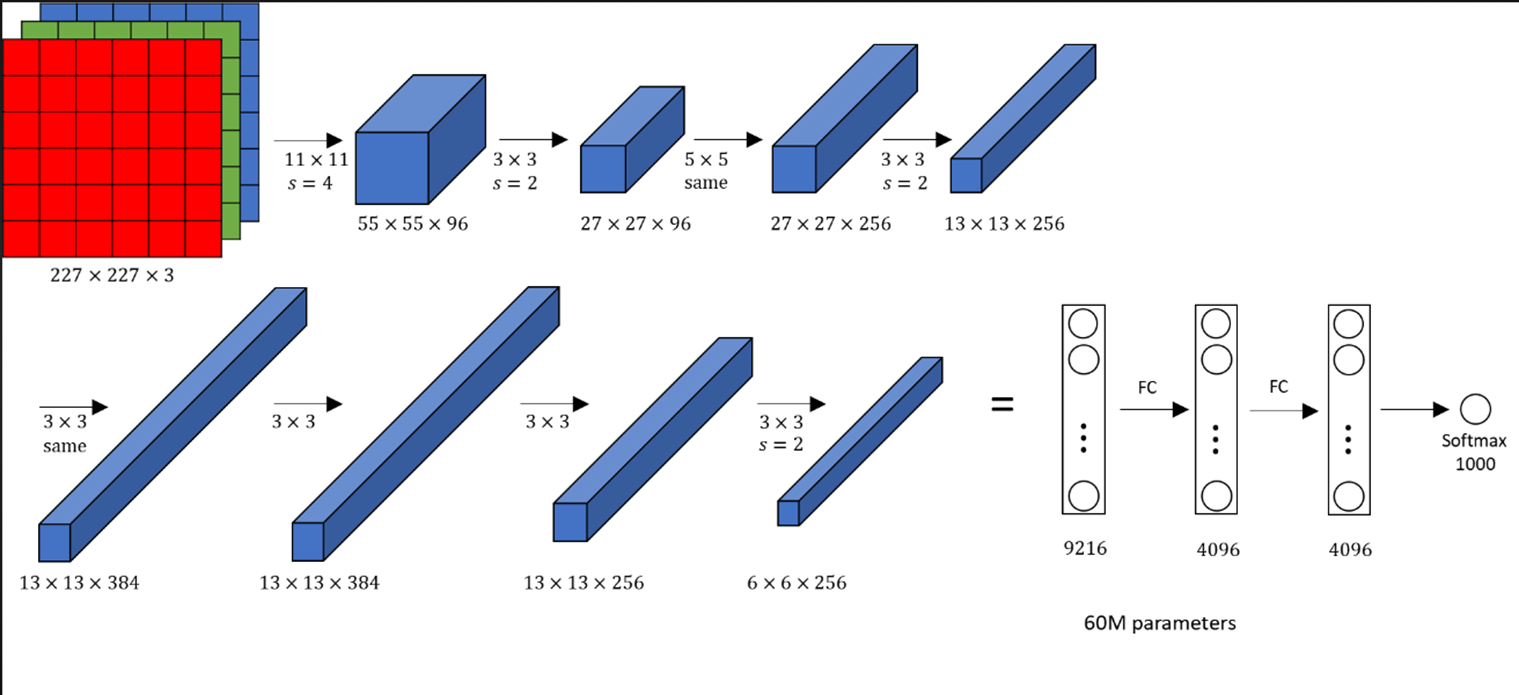 11 × 11
s = 4
3 × 3
s = 2
5 × 5
same
3 × 3
s = 2
227 × 227 × 3
55 × 55 × 96
27 × 27 × 96
27 × 27 × 256
13 × 13 × 256
3 × 3
same
3 × 3
3 × 3
3 × 3
s = 2
=
FC
FC
Softmax
1000
13 × 13 × 384
13 × 13 × 384
13 × 13 × 256
6 × 6 × 256
9216
4096
4096
60M parameters